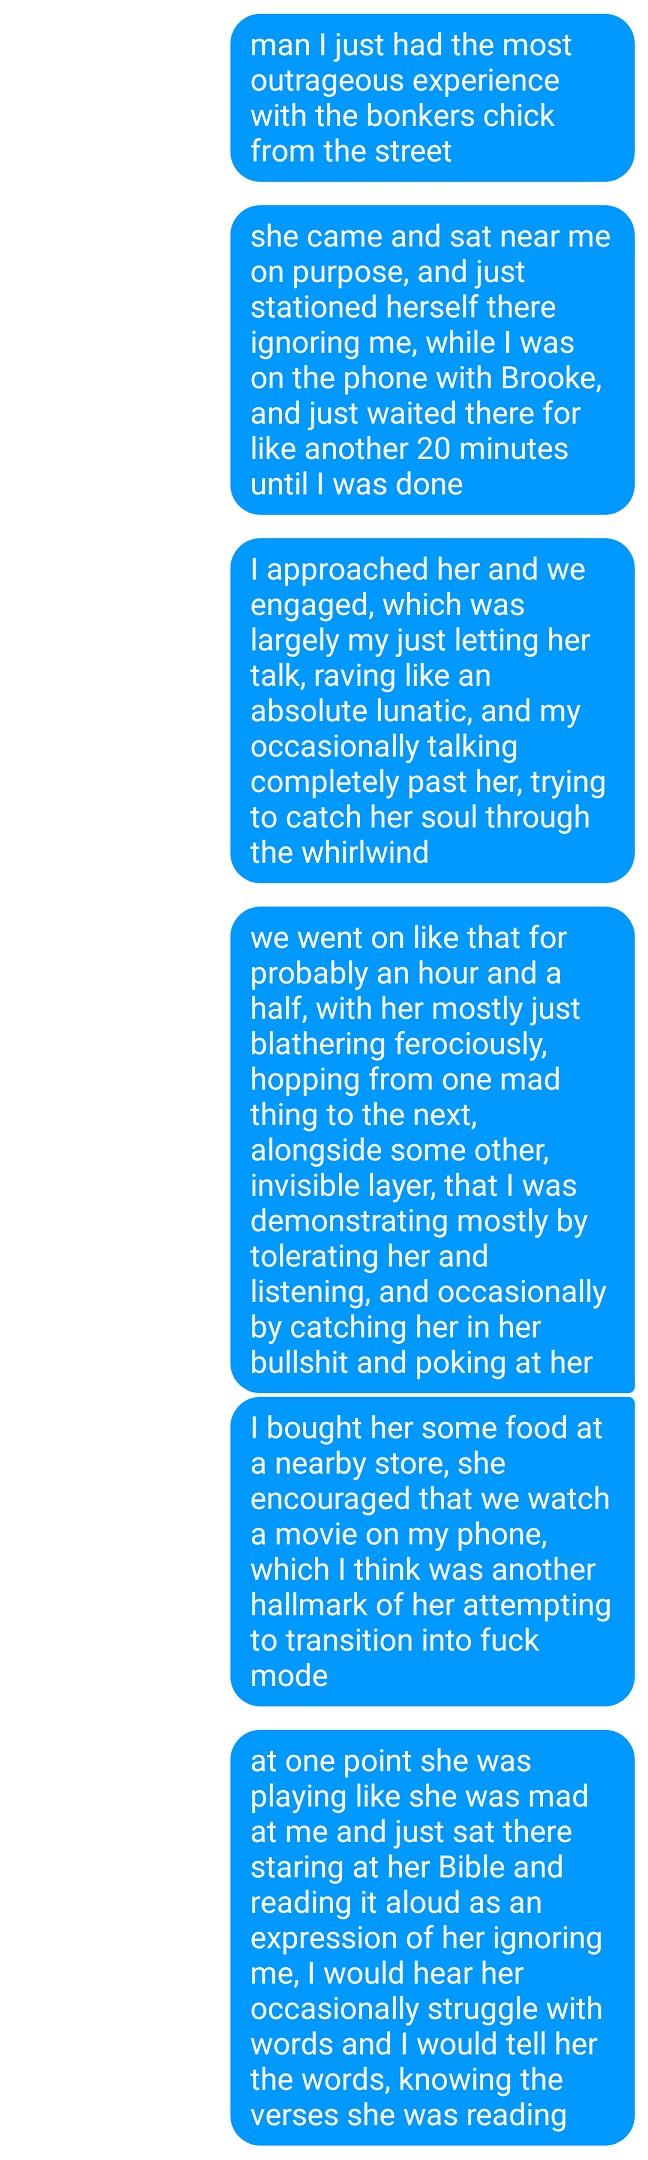 man I just had the most
outrageous experience
with the bonkers chick
from the street
she came and sat near me
on purpose, and just
stationed herself there
ignoring me, while I was
on the phone with Brooke,
and just waited there for
like another 20 minutes
until I was done
I approached her and we
engaged, which was
largely my just letting her
talk, raving like an
absolute lunatic, and my
occasionally talking
completely past her, trying
to catch her soul through
the whirlwind
we went on like that for
probably an hour and a
half, with her mostly just
blathering ferociously,
hopping from one mad
thing to the next,
alongside some other,
invisible layer, that I was
demonstrating mostly by
tolerating her and
listening, and occasionally
by catching her in her
bullshit and poking at her
I bought her some food at
a nearby store, she
encouraged that we watch
a movie on my phone,
which I think was another
hallmark of her attempting
to transition into fuck
mode
at one point she was
playing like she was mad
at me and just sat there
staring at her Bible and
reading it aloud as an
expression of her ignoring
me, I would hear her
occasionally struggle with
words and I would tell her
the words, knowing the
verses she was reading